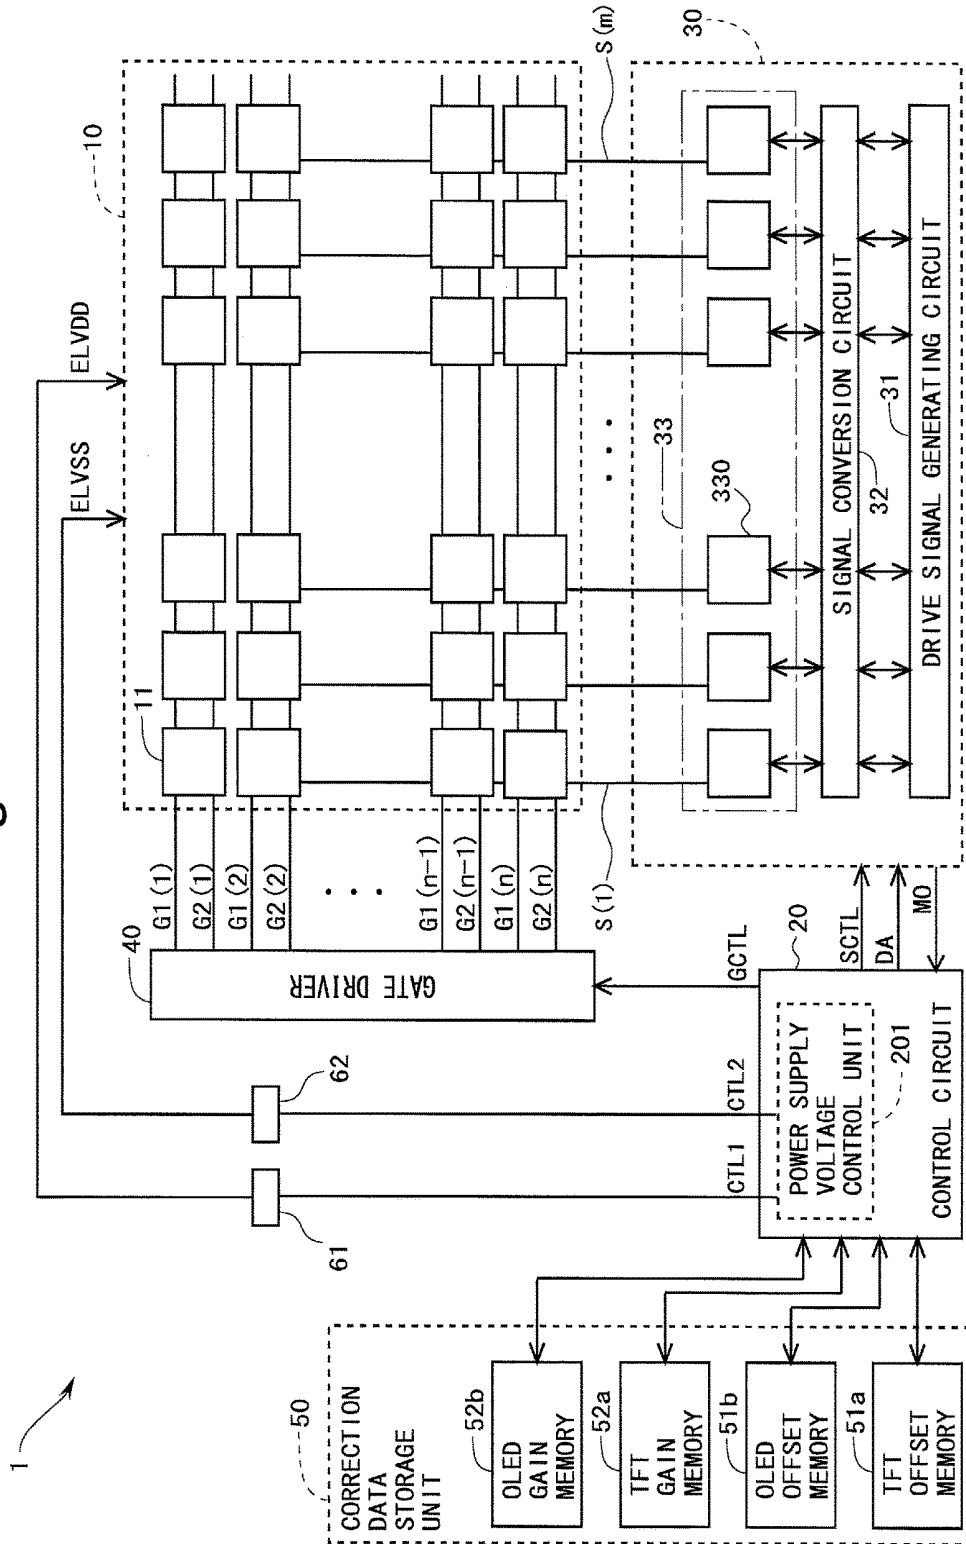 1
ELVDD
ELVSS
10
11
40
GATE DRIVER
G1(1)
G2(1)
G1(2)
G2(2)
G1(n-1)
G2(n-1)
G1(n)
G2(n)
S(1)
S(m)
30
33
330
SIGNAL CONVERSION CIRCUIT
32
31
DRIVE SIGNAL GENERATING CIRCUIT
62
61
CTL1
CTL2
GCTL
20
SCTL
DA
MO
POWER SUPPLY
VOLTAGE
CONTROL UNIT
201
CONTROL CIRCUIT
50
CORRECTION
DATA
STORAGE
UNIT
52b
OLED
GAIN
MEMORY
52a
TFT
GAIN
MEMORY
51b
OLED
OFFSET
MEMORY
51a
TFT
OFFSET
MEMORY